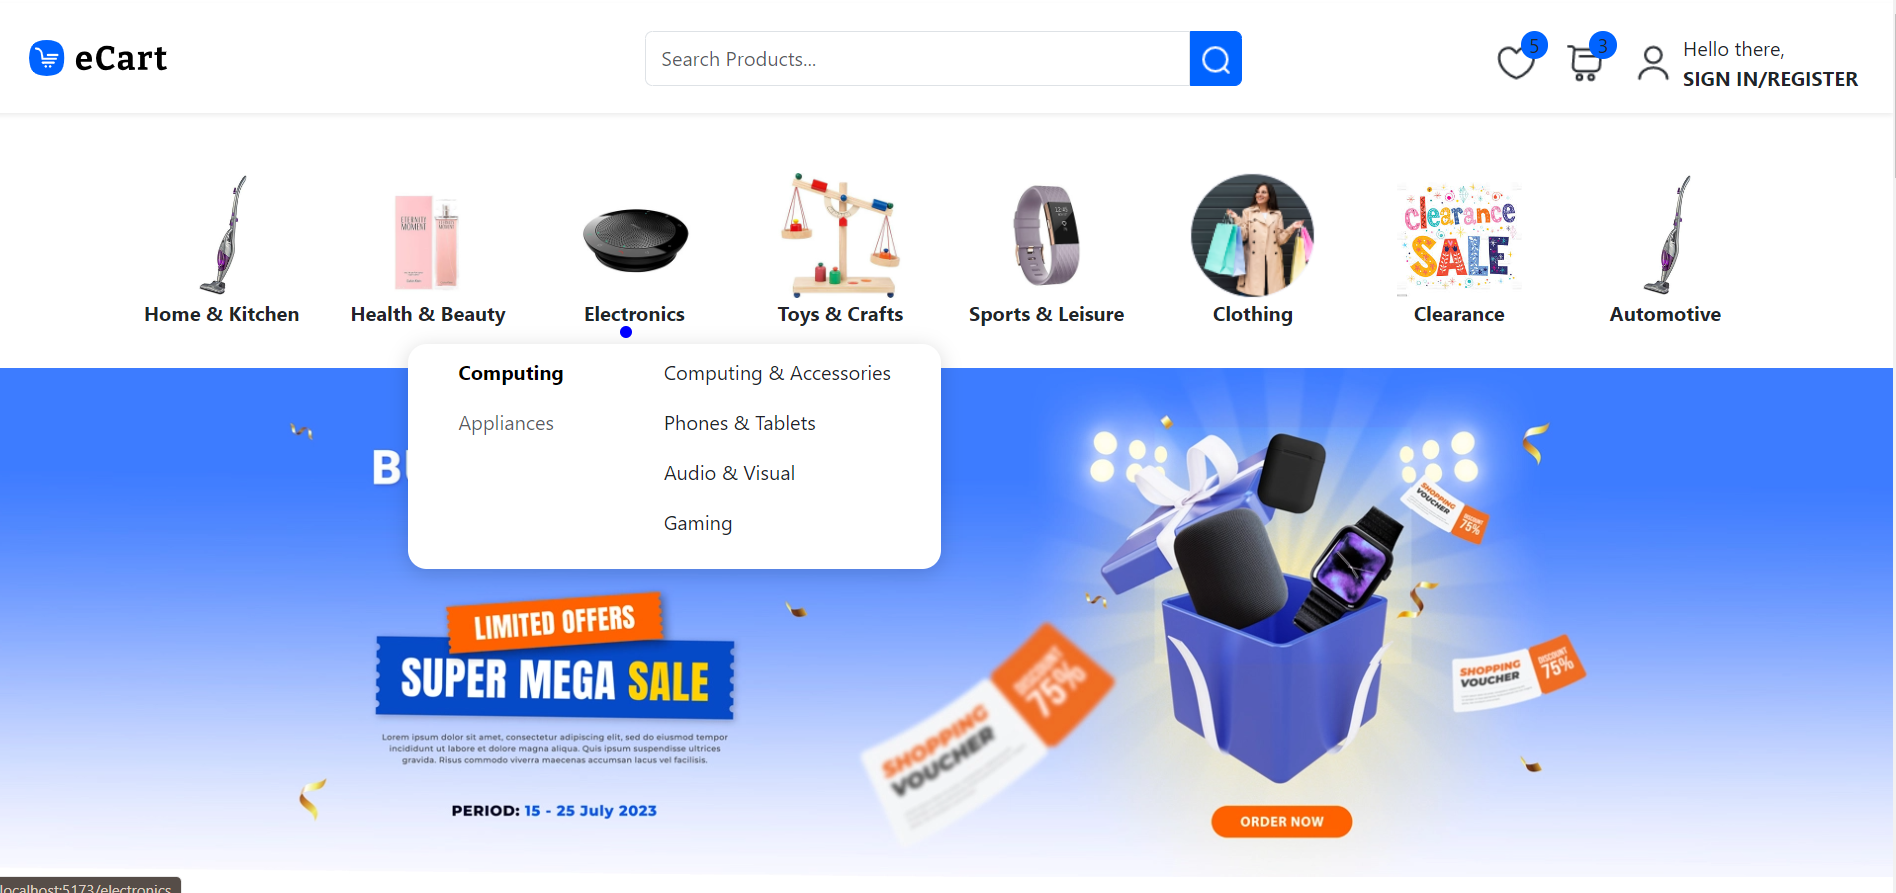 eCart
Search Products...
5
3
Hello there,
SIGN IN/REGISTER
ETERNITY
MOMENT
clearance
SALE
Home & Kitchen
Health & Beauty
Electronics
Toys & Crafts
Sports & Leisure
Clothing
Clearance
Automotive
Computing
Appliances
Computing & Accessories
Phones & Tablets
Audio & Visual
Gaming
B
LIMITED OFFERS
SUPER MEGA SALE
Lorem ipsum dolor sit amet, consectetur adipiscing elit, sed do eiusmod tempor
incididunt ut labore et dolore magna aliqua. Quis ipsum suspendisse ultrices
gravida. Risus commodo viverra maecenas accumsan lacus vel facilisis.
PERIOD: 15 - 25 July 2023
SHOPPING
VOUCHER
DISCOUNT
75%
SHOPPING
VOUCHER
DISCOUNT
75%
SHOPPING
VOUCHER
DISCOUNT
75%
ORDER NOW
localhost:5173/electronics